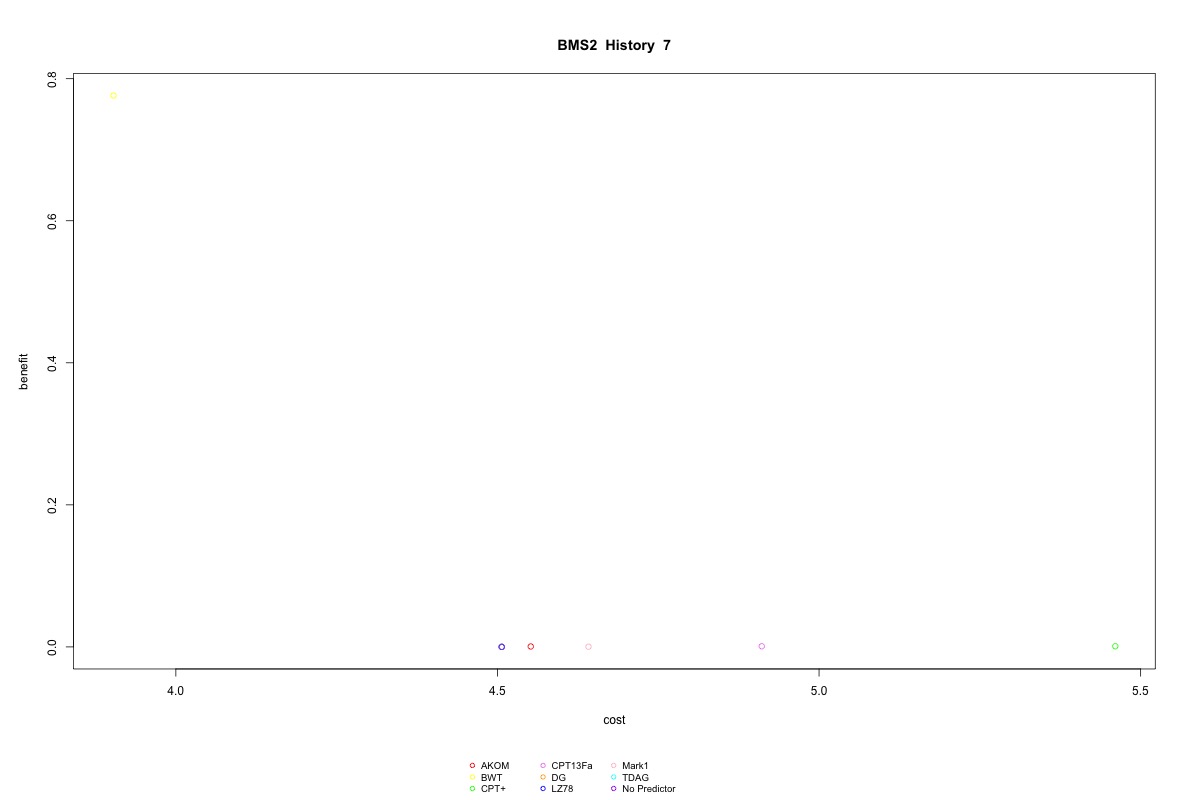 BMS2 History 7
0.8
0.6
0.4
0.2
0.0
benefit
4.0 4.5 5.0 5.5
cost
AKOM CPT13Fa Mark1
BWT DG TDAG
CPT+ LZ78 No Predictor